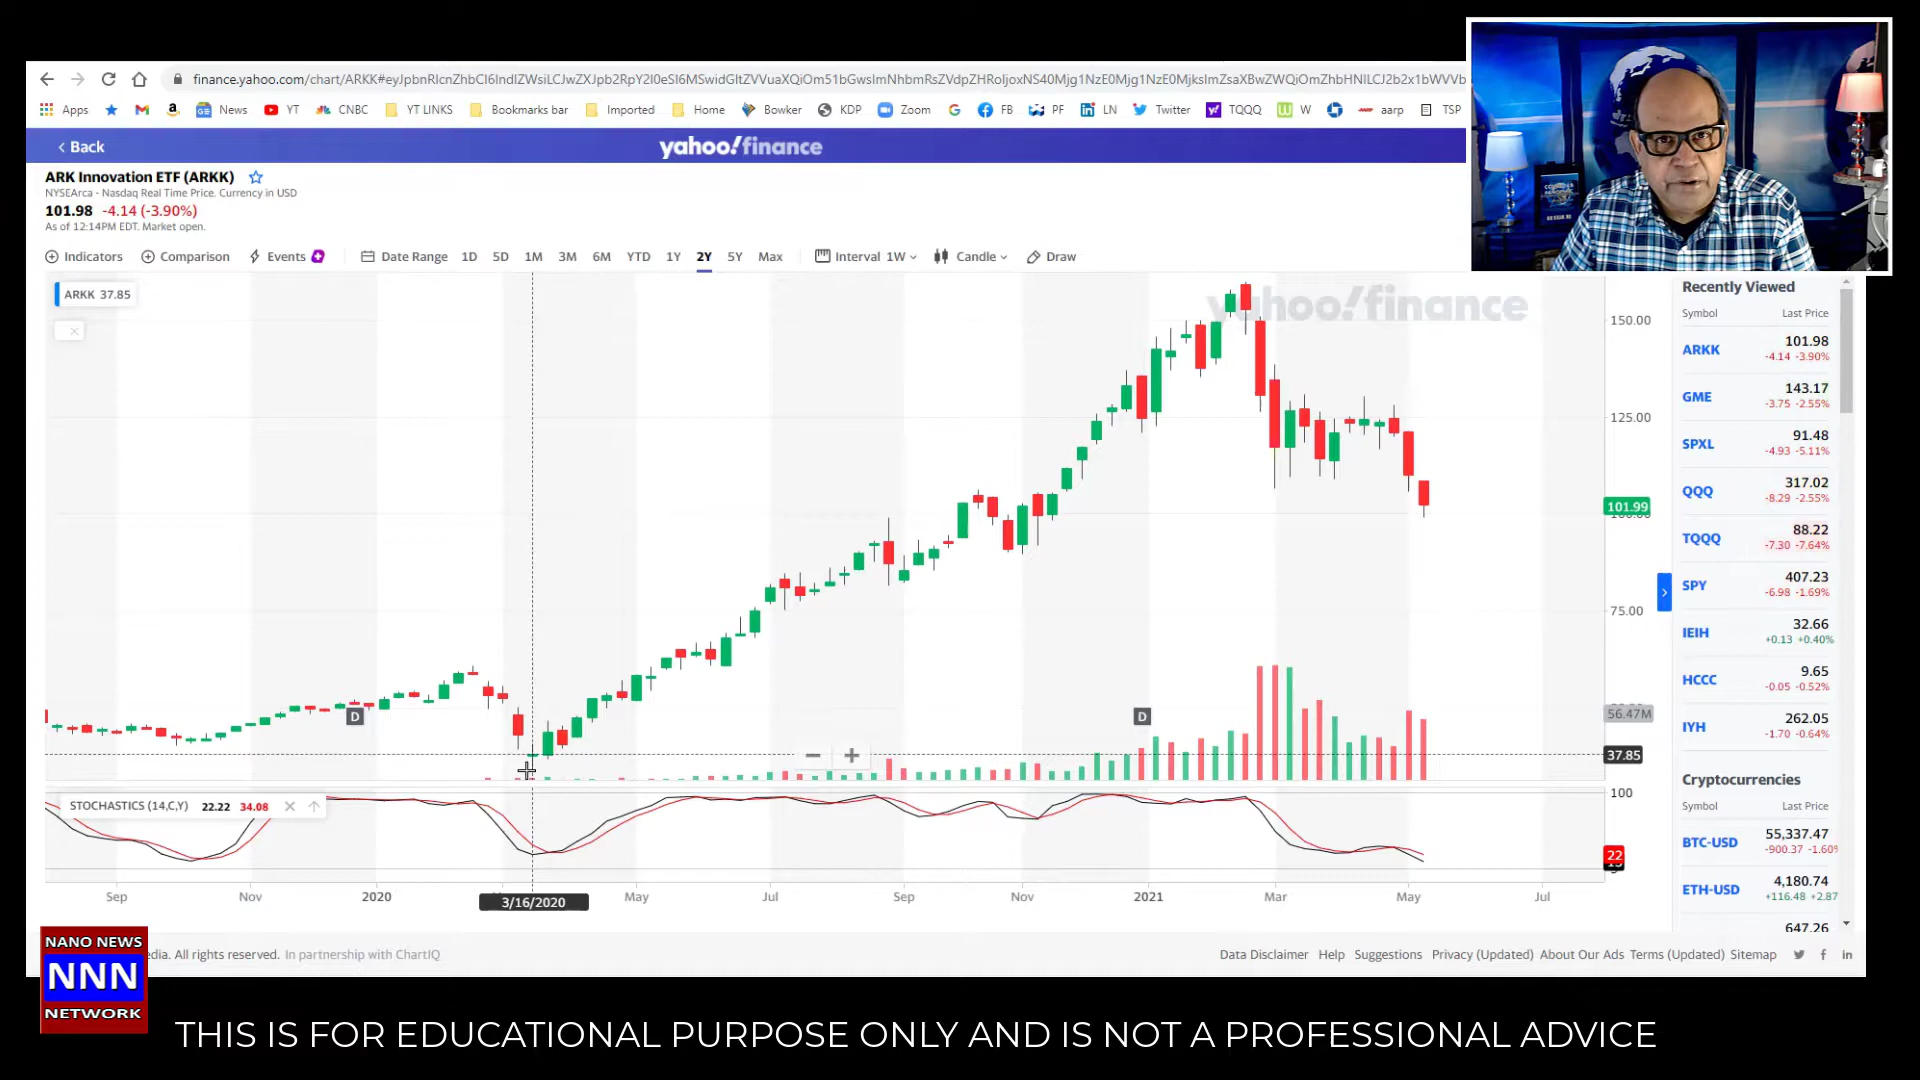 finance.yahoo.com/chart/ARKK#
Apps News YT CNBC YT LINKS Bookmarks bar Imported Home Bowker KDP Zoom FB PF LN Twitter TQQQ W aarp TSP
Back
yahoo!finance
ARK Innovation ETF (ARKK)
NYSEArca - Nasdaq Real Time Price. Currency in USD
101.98 -4.14 (-3.90%)
As of 12:14PM EDT. Market open.
Indicators Comparison Events Date Range 1D 5D 1M 3M 6M YTD 1Y 2Y 5Y Max Interval 1W Candle Draw
ARKK 37.85
yahoo!finance
150.00
125.00
101.99
75.00
56.47M
37.85
D
D
STOCHASTICS (14,C,Y) 22.22 34.08
100
22
Sep Nov 2020 3/16/2020 May Jul Sep Nov 2021 Mar May Jul
Recently Viewed
Symbol Last Price
ARKK 101.98
-4.14 -3.90%
GME 143.17
-3.75 -2.55%
SPXL 91.48
-4.93 -5.11%
QQQ 317.02
-8.29 -2.55%
TQQQ 88.22
-7.30 -7.64%
SPY 407.23
-6.98 -1.69%
IEIH 32.66
+0.13 +0.40%
HCCC 9.65
-0.05 -0.52%
IYH 262.05
-1.70 -0.64%
Cryptocurrencies
Symbol Last Price
BTC-USD 55,337.47
-900.37 -1.60%
ETH-USD 4,180.74
+116.48 +2.87
647.26
edia. All rights reserved. In partnership with ChartIQ
Data Disclaimer Help Suggestions Privacy (Updated) About Our Ads Terms (Updated) Sitemap
NANO NEWS
NNN
NETWORK
THIS IS FOR EDUCATIONAL PURPOSE ONLY AND IS NOT A PROFESSIONAL ADVICE